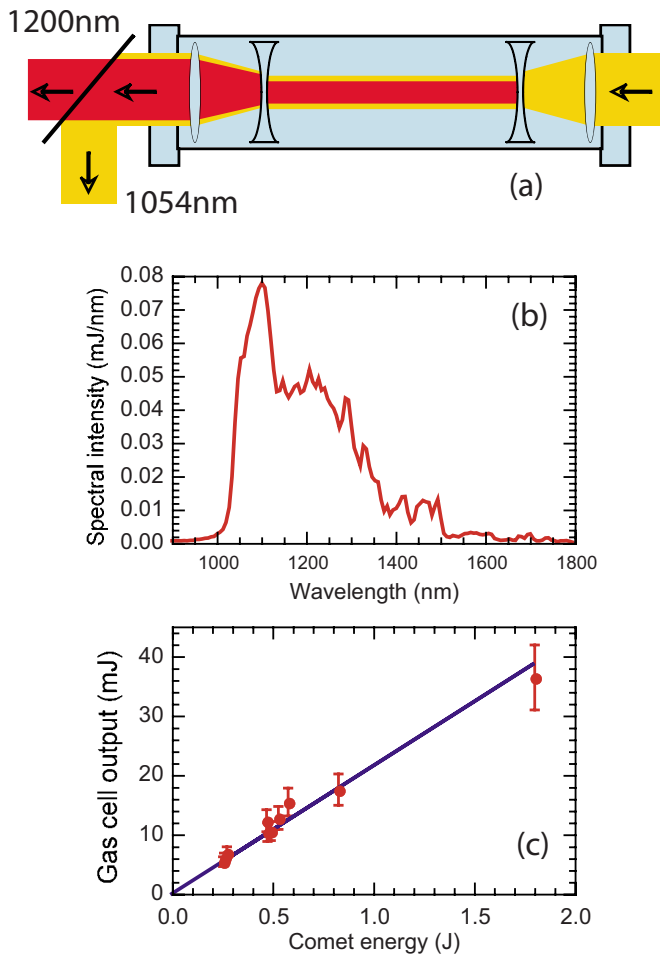 1200nm
1054nm
(a)
(b)
Spectral intensity (mJ/nm)
0.08
0.07
0.06
0.05
0.04
0.03
0.02
0.01
0.00
1000
1200
1400
1600
1800
Wavelength (nm)
(c)
Gas cell output (mJ)
40
30
20
10
0
0.0
0.5
1.0
1.5
2.0
Comet energy (J)